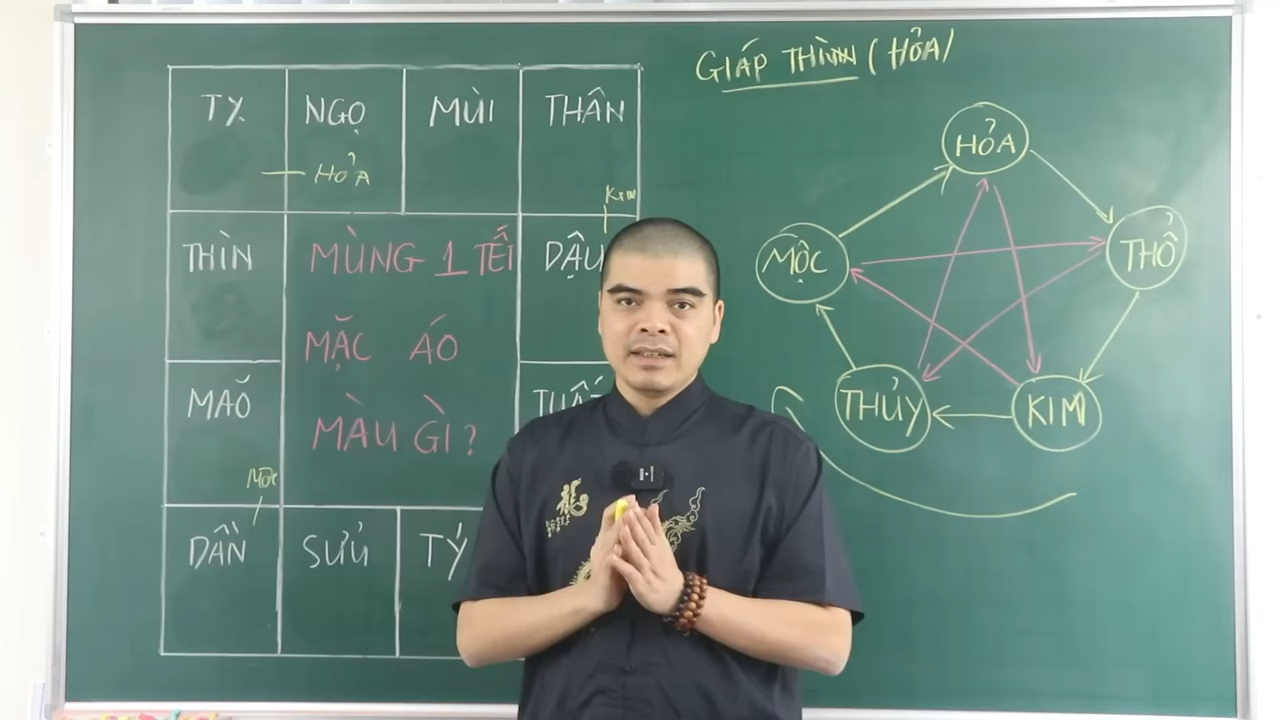 GIÁP THÌN (HỎA)
TỴ NGỌ MÙI THÂN
HỎA
KIM
THÌN
DẬU
MÙNG 1 TẾT
MẶC ÁO
MÀU GÌ?
MÃO
MỘC
DẦN SỬU TÝ
HỎA
MỘC
THỔ
THỦY
KIM
龍